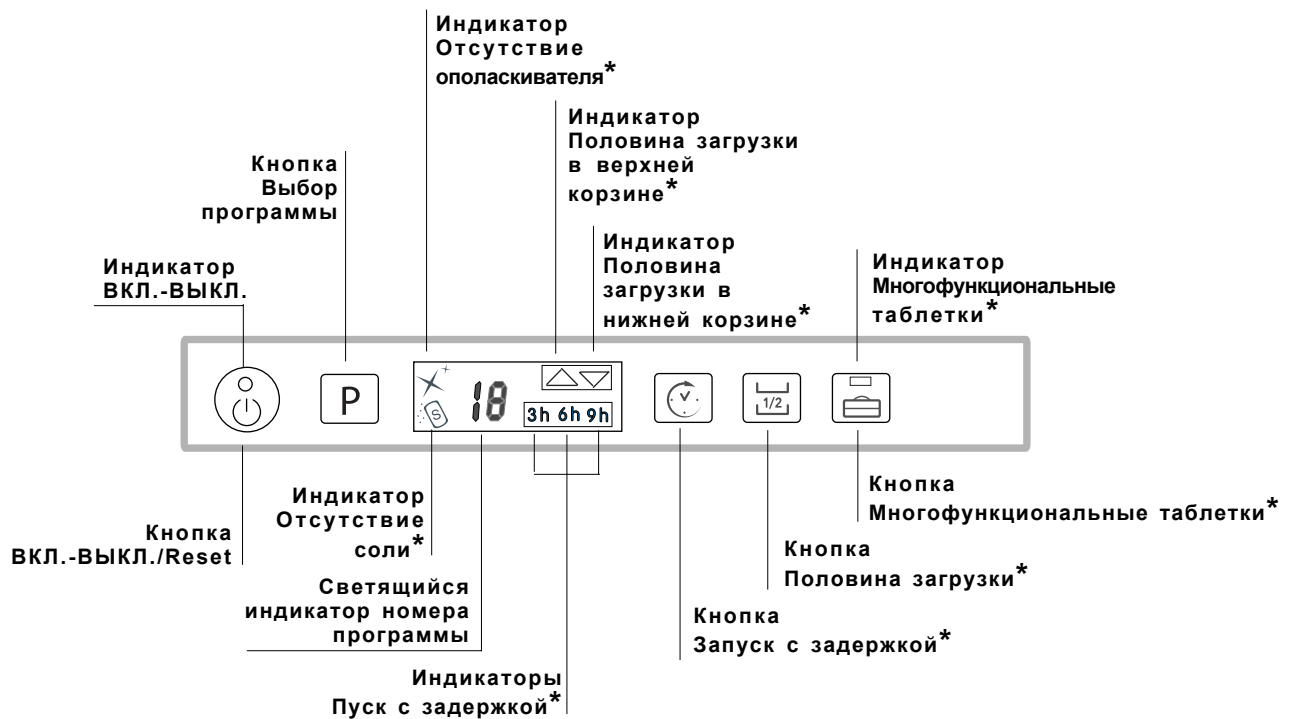 Индикатор
Отсутствие
ополаскивателя*
Индикатор
Половина загрузки
в верхней
корзине*
Кнопка
Выбор
программы
Индикатор
Половина
загрузки в
нижней корзине*
Индикатор
ВКЛ.-ВЫКЛ.
Индикатор
Многофункциональные
таблетки*
P
18
S
3h 6h 9h
1/2
Индикатор
Отсутствие
соли*
Кнопка
ВКЛ.-ВЫКЛ./Reset
Светящийся
индикатор номера
программы
Индикаторы
Пуск с задержкой*
Кнопка
Многофункциональные таблетки*
Кнопка
Половина загрузки*
Кнопка
Запуск с задержкой*